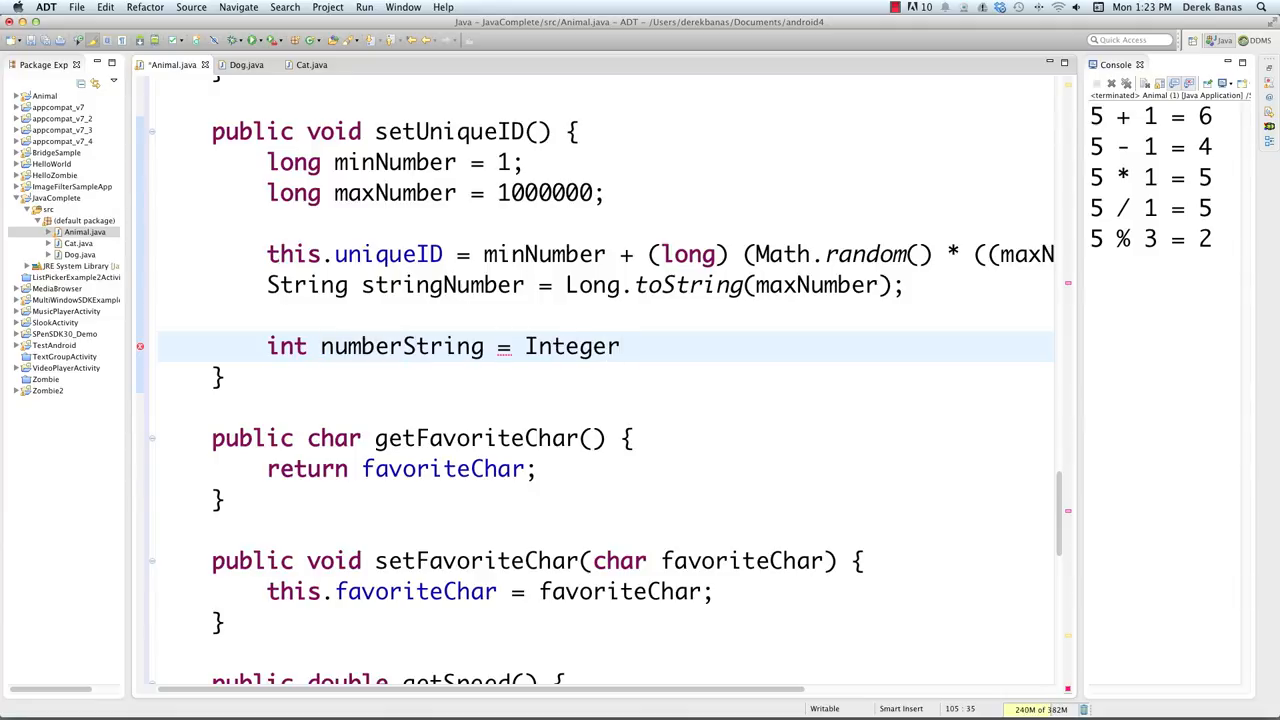 ADT File Edit Refactor Source Navigate Search Project Run Window Help 10 Mon 1:23 PM Derek Banas
Java - JavaComplete/src/Animal.java - ADT - /Users/derekbanas/Documents/android4
Quick Access Java DDMS
Package Exp *Animal.java Dog.java Cat.java Console
<terminated> Animal (1) [Java Application] /S
Animal
appcompat_v7
appcompat_v7_2
appcompat_v7_3
appcompat_v7_4
BridgeSample
HelloWorld
HelloZombie
ImageFilterSampleApp
JavaComplete
src
(default package)
Animal.java
Cat.java
Dog.java
JRE System Library [Ju
ListPickerExample2Activi
MediaBrowser
MultiWindowSDKExample
MusicPlayerActivity
SlookActivity
SPenSDK30_Demo
TestAndroid
TextGroupActivity
VideoPlayerActivity
Zombie
Zombie2
}
public void setUniqueID() {
long minNumber = 1;
long maxNumber = 1000000;
this.uniqueID = minNumber + (long) (Math.random() * ((maxN
String stringNumber = Long.toString(maxNumber);
int numberString = Integer
}
public char getFavoriteChar() {
return favoriteChar;
}
public void setFavoriteChar(char favoriteChar) {
this.favoriteChar = favoriteChar;
}
public double getSpeed() {
5 + 1 = 6
5 - 1 = 4
5 * 1 = 5
5 / 1 = 5
5 % 3 = 2
Writable Smart Insert 105 : 35 240M of 382M